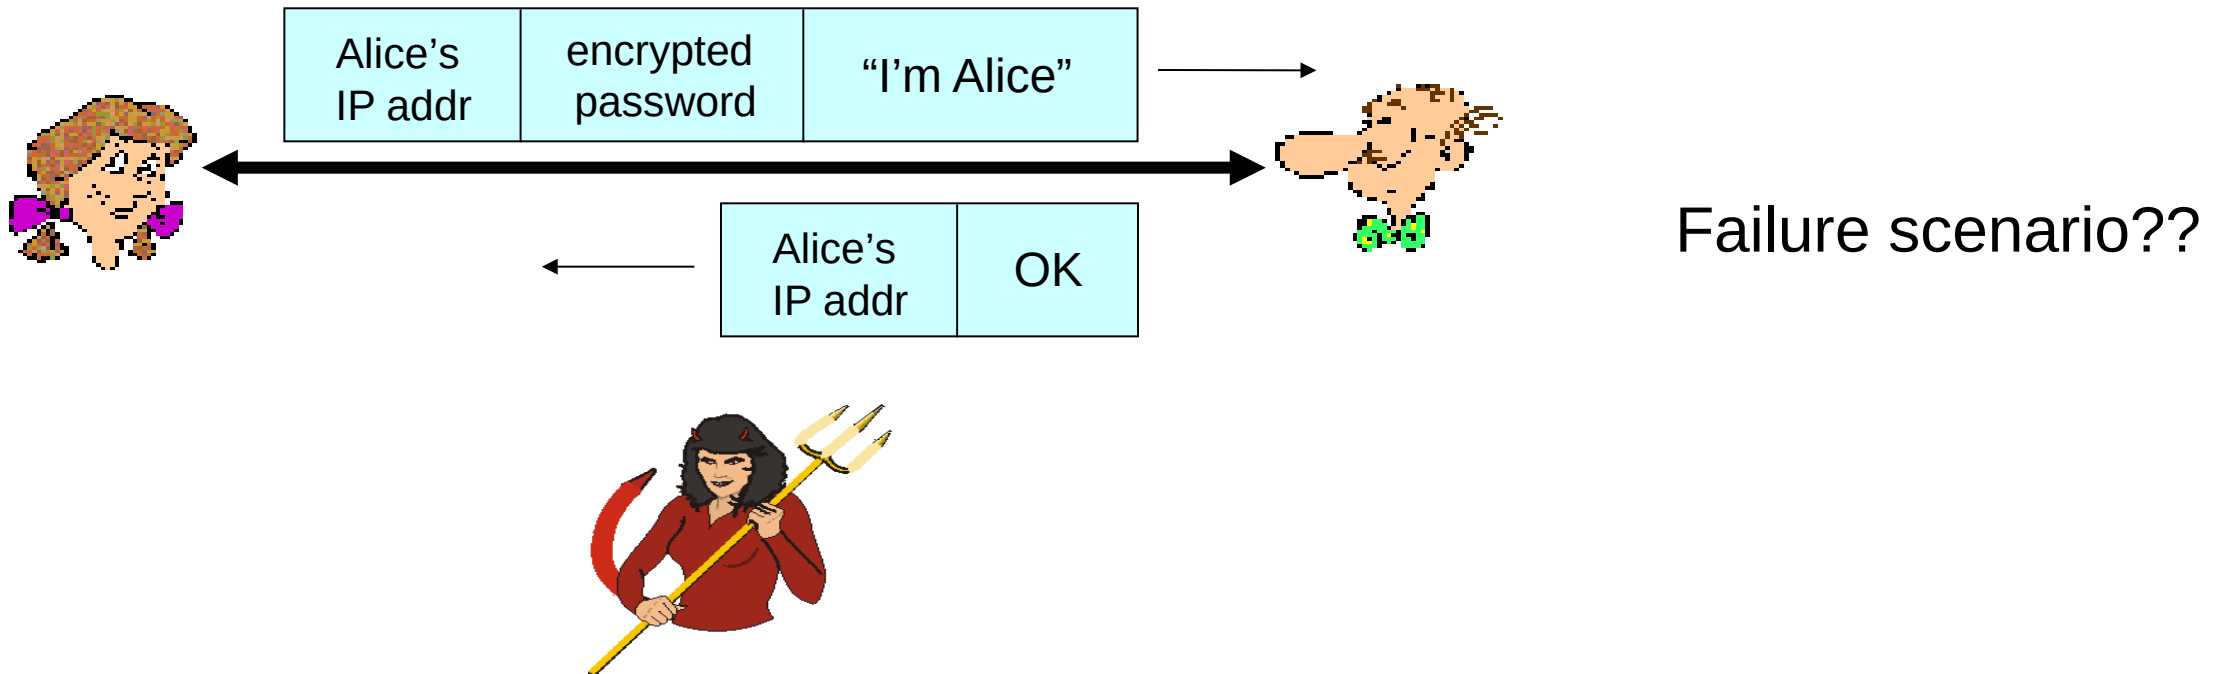 Alice’s
IP addr
encrypted
password
“I’m Alice”
Alice’s
IP addr
OK
Failure scenario??